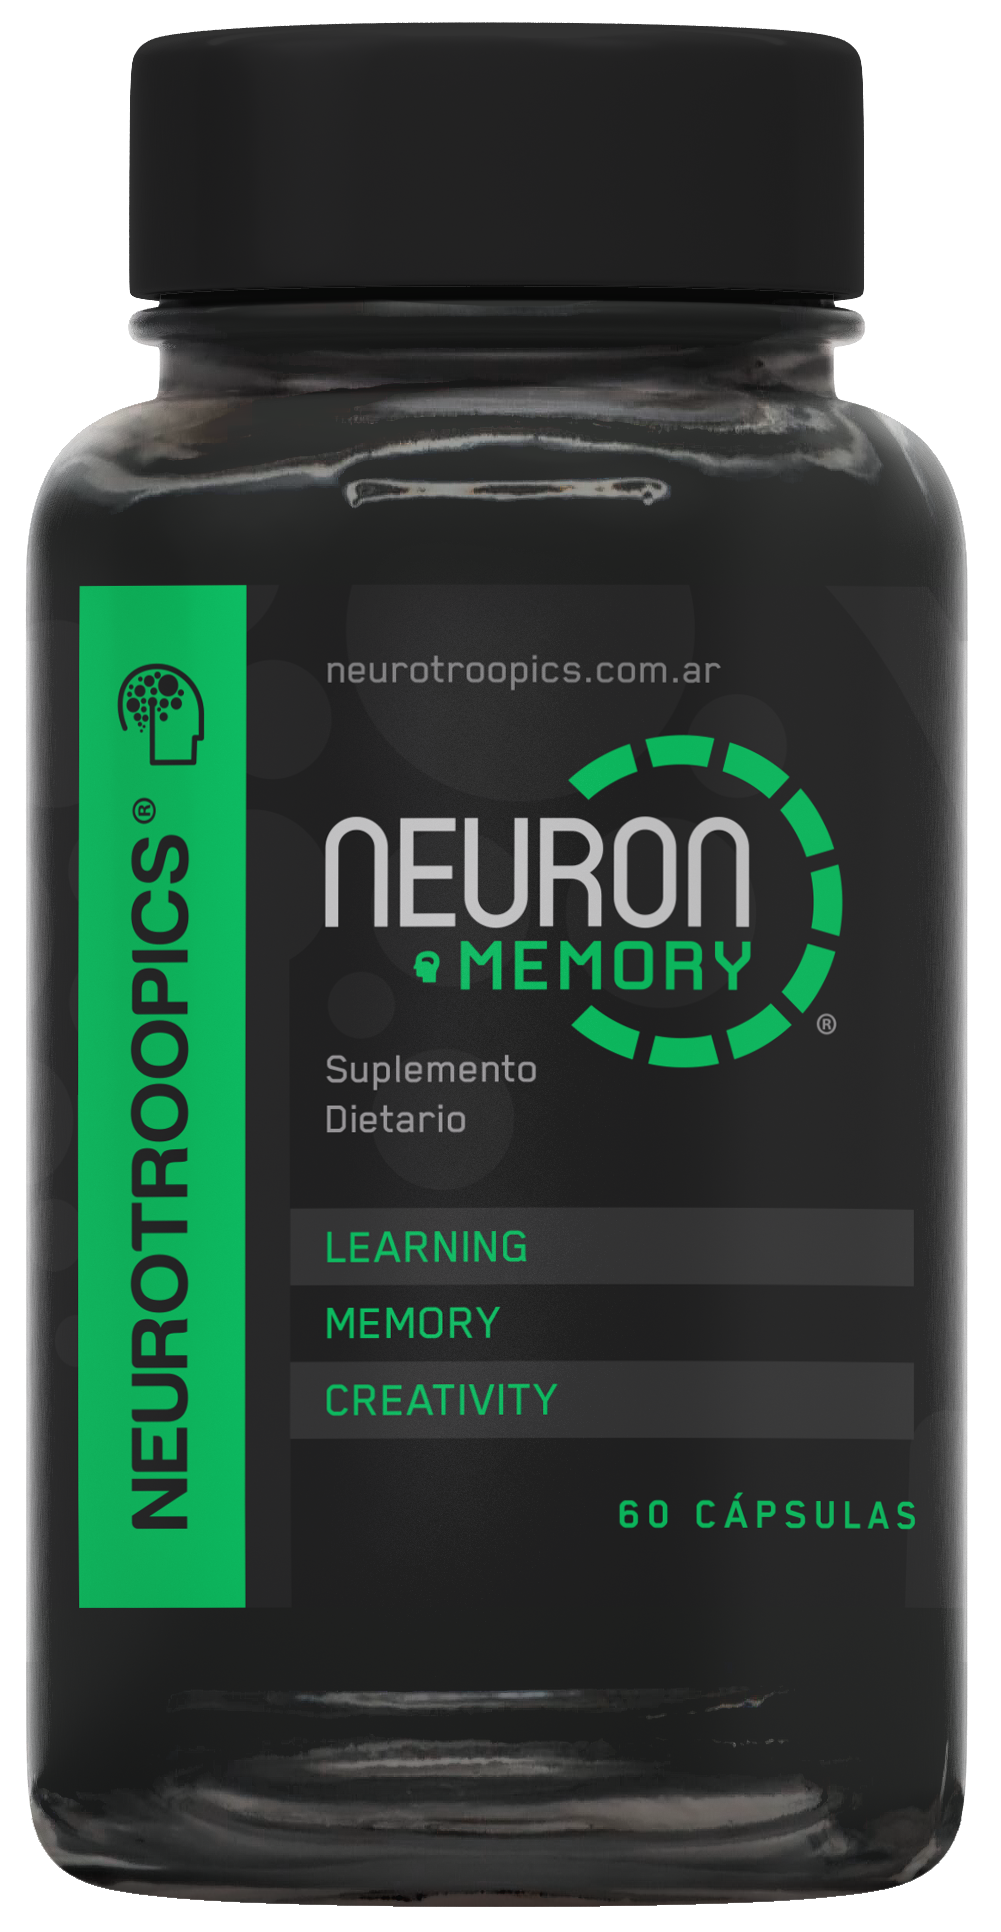 NEUROTROOPICS®
neurotroopics.com.ar
NEURON
MEMORY
®
Suplemento
Dietario
LEARNING
MEMORY
CREATIVITY
60 CÁPSULAS